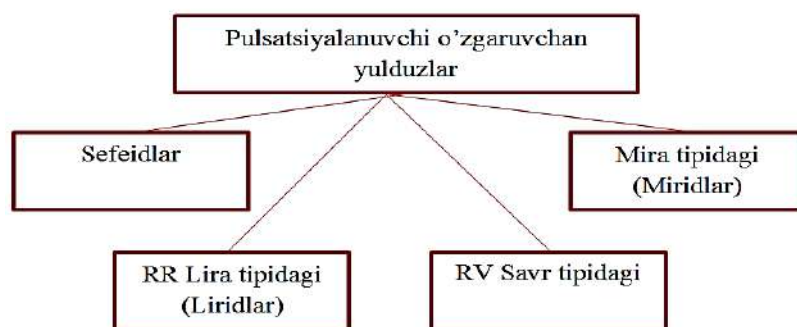 Pulsatsiyalanuvchi o’zgaruvchan
yulduzlar
Sefeidlar
Mira tipidagi
(Miridlar)
RR Lira tipidagi
(Liridlar)
RV Savr tipidagi